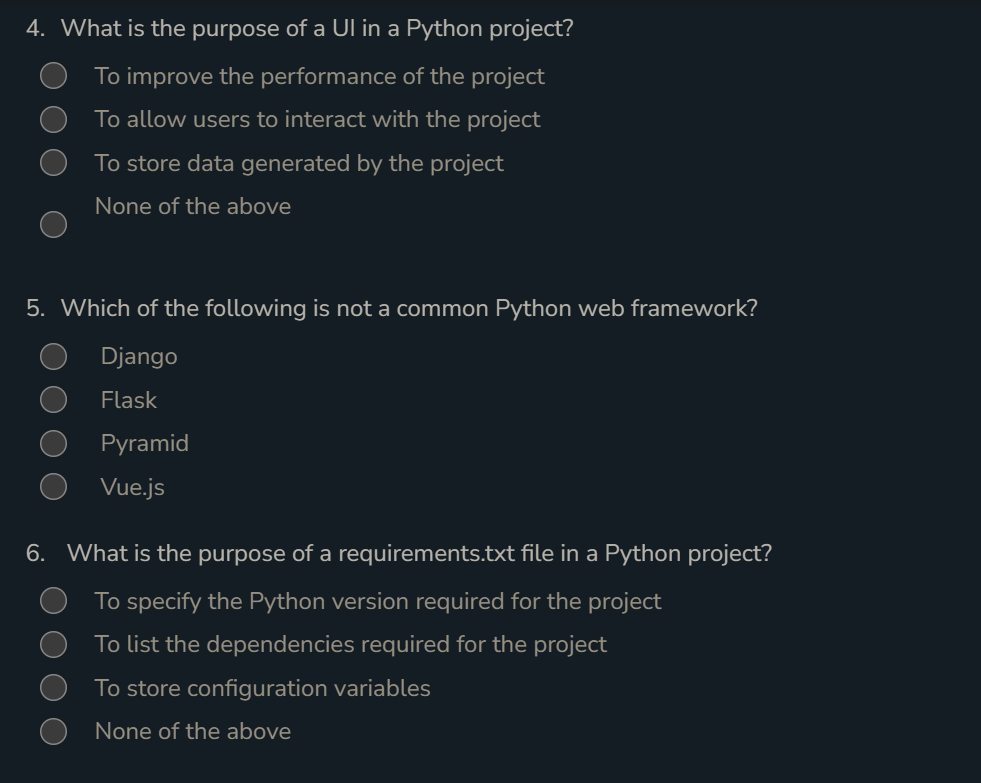 4. What is the purpose of a UI in a Python project?
To improve the performance of the project
To allow users to interact with the project
To store data generated by the project
None of the above
5. Which of the following is not a common Python web framework?
Django
Flask
Pyramid
Vue.js
6. What is the purpose of a requirements.txt file in a Python project?
To specify the Python version required for the project
To list the dependencies required for the project
To store configuration variables
None of the above